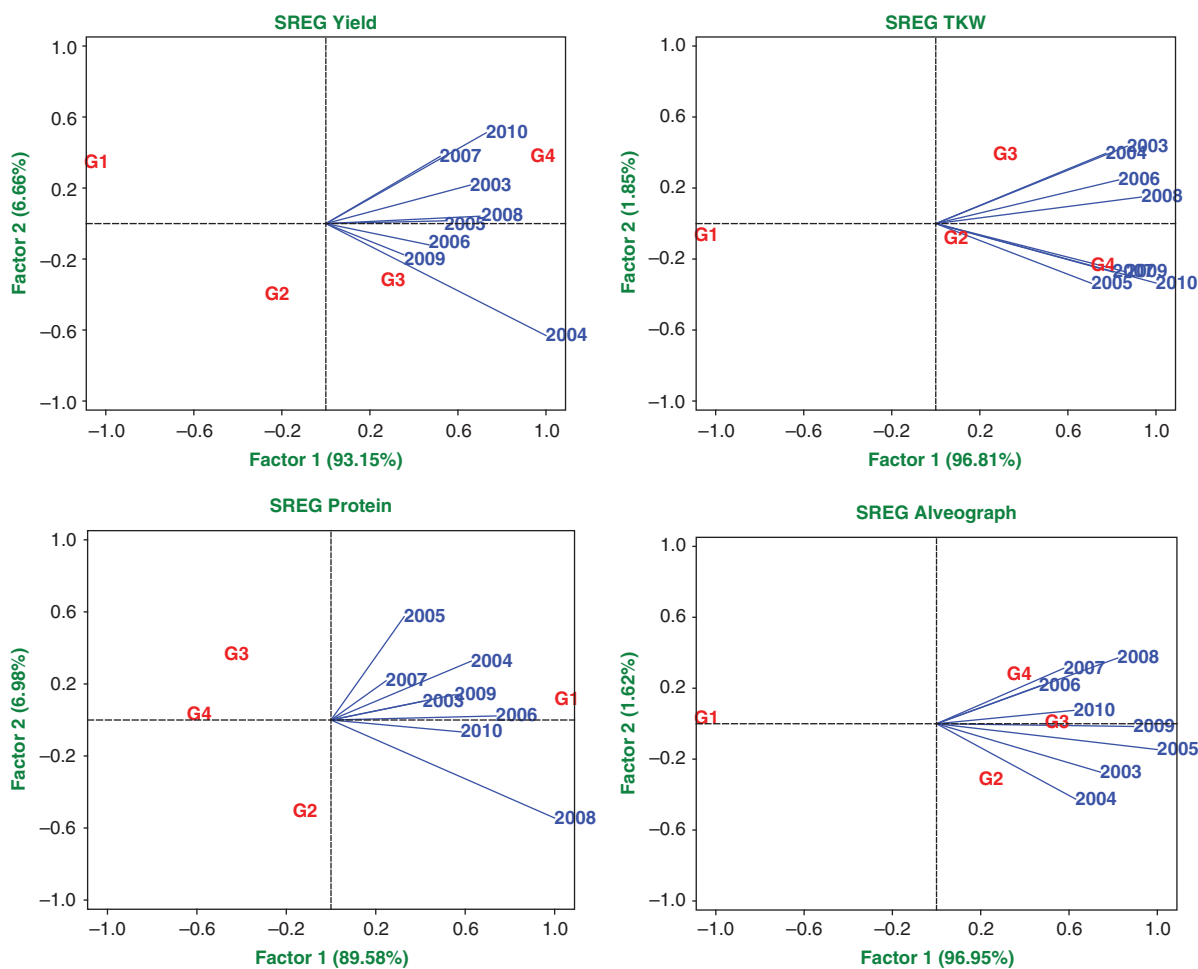 SREG Yield
1.0
0.6
0.2
−0.2
−0.6
−1.0
Factor 2 (6.66%)
G1
G2
G3
G4
2010
2007
2003
2008
2005
2006
2009
2004
−1.0
−0.6
−0.2
0.2
0.6
1.0
Factor 1 (93.15%)
SREG TKW
1.0
0.6
0.2
−0.2
−0.6
−1.0
Factor 2 (1.85%)
G1
G2
G3
G4
2003
2004
2006
2008
2007
2009
2005
2010
−1.0
−0.6
−0.2
0.2
0.6
1.0
Factor 1 (96.81%)
SREG Protein
1.0
0.6
0.2
−0.2
−0.6
−1.0
Factor 2 (6.98%)
G3
G4
G2
G1
2005
2004
2007
2009
2003
2006
2010
2008
−1.0
−0.6
−0.2
0.2
0.6
1.0
Factor 1 (89.58%)
SREG Alveograph
1.0
0.6
0.2
−0.2
−0.6
−1.0
Factor 2 (1.62%)
G1
G4
G3
G2
2008
2007
2006
2010
2009
2005
2003
2004
−1.0
−0.6
−0.2
0.2
0.6
1.0
Factor 1 (96.95%)